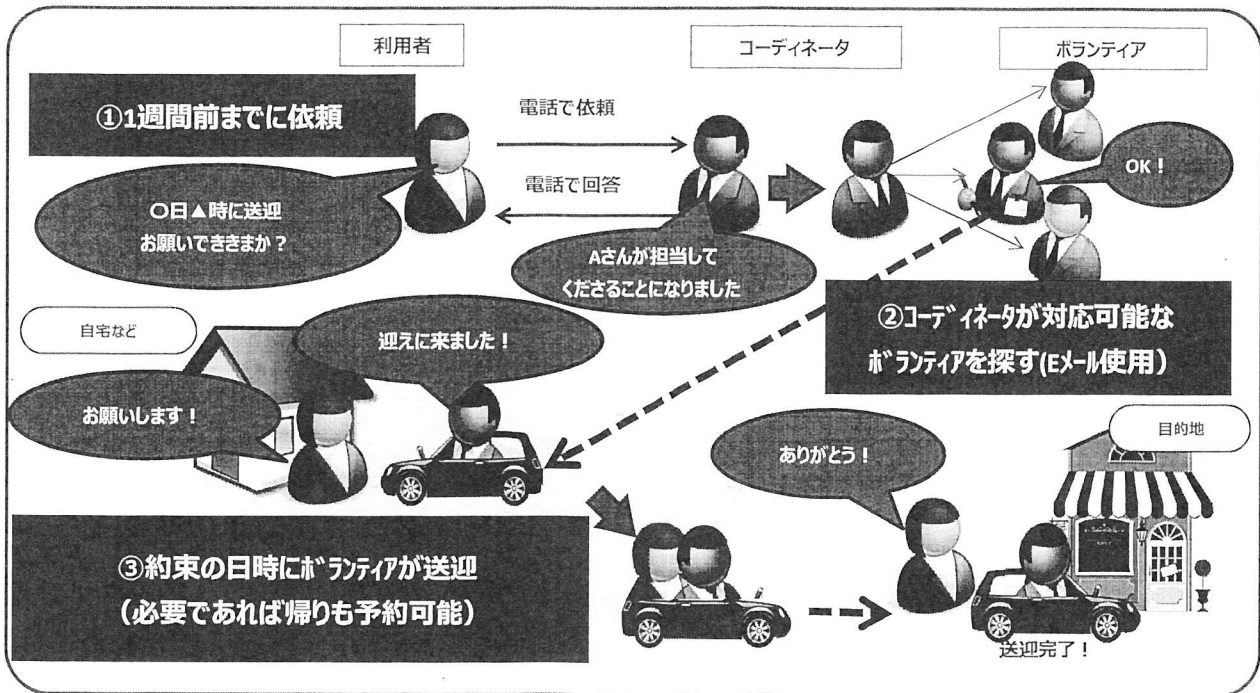 利用者
コーディネータ
ボランティア
①1週間前までに依頼
電話で依頼
電話で回答
OK！
〇日▲時に送迎
お願いでききまか？
Aさんが担当して
くださることになりました
②コーディネータが対応可能な
ボランティアを探す(Eメール使用)
自宅など
迎えに来ました！
お願いします！
目的地
ありがとう！
③約束の日時にボランティアが送迎
（必要であれば帰りも予約可能）
送迎完了！